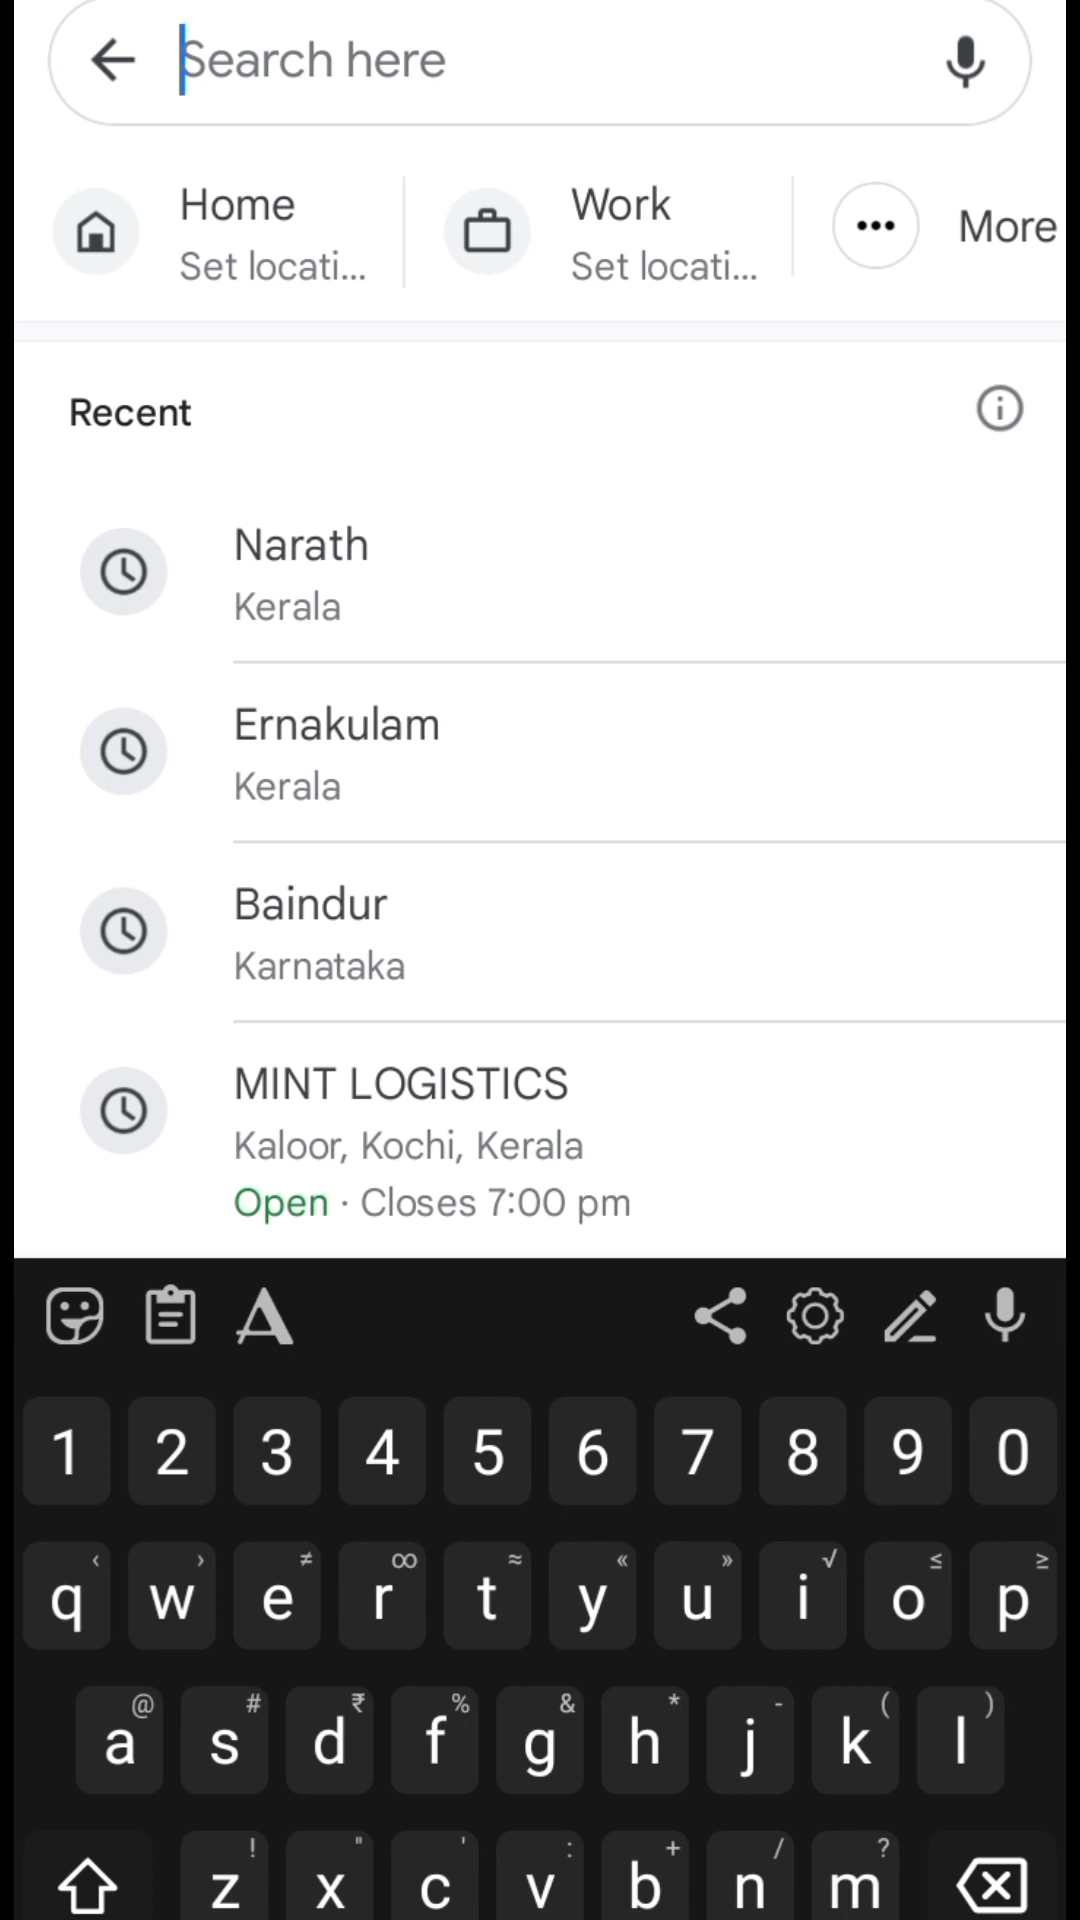 Search here
Home
Set locati...
Work
Set locati...
More
Recent
Narath
Kerala
Ernakulam
Kerala
Baindur
Karnataka
MINT LOGISTICS
Kaloor, Kochi, Kerala
Open · Closes 7:00 pm
1 2 3 4 5 6 7 8 9 0
‹ › ≠ ∞ ≈ « » √ ≤ ≥
q w e r t y u i o p
@ # ₹ % & * - ( )
a s d f g h j k l
! " ' : + / ?
z x c v b n m